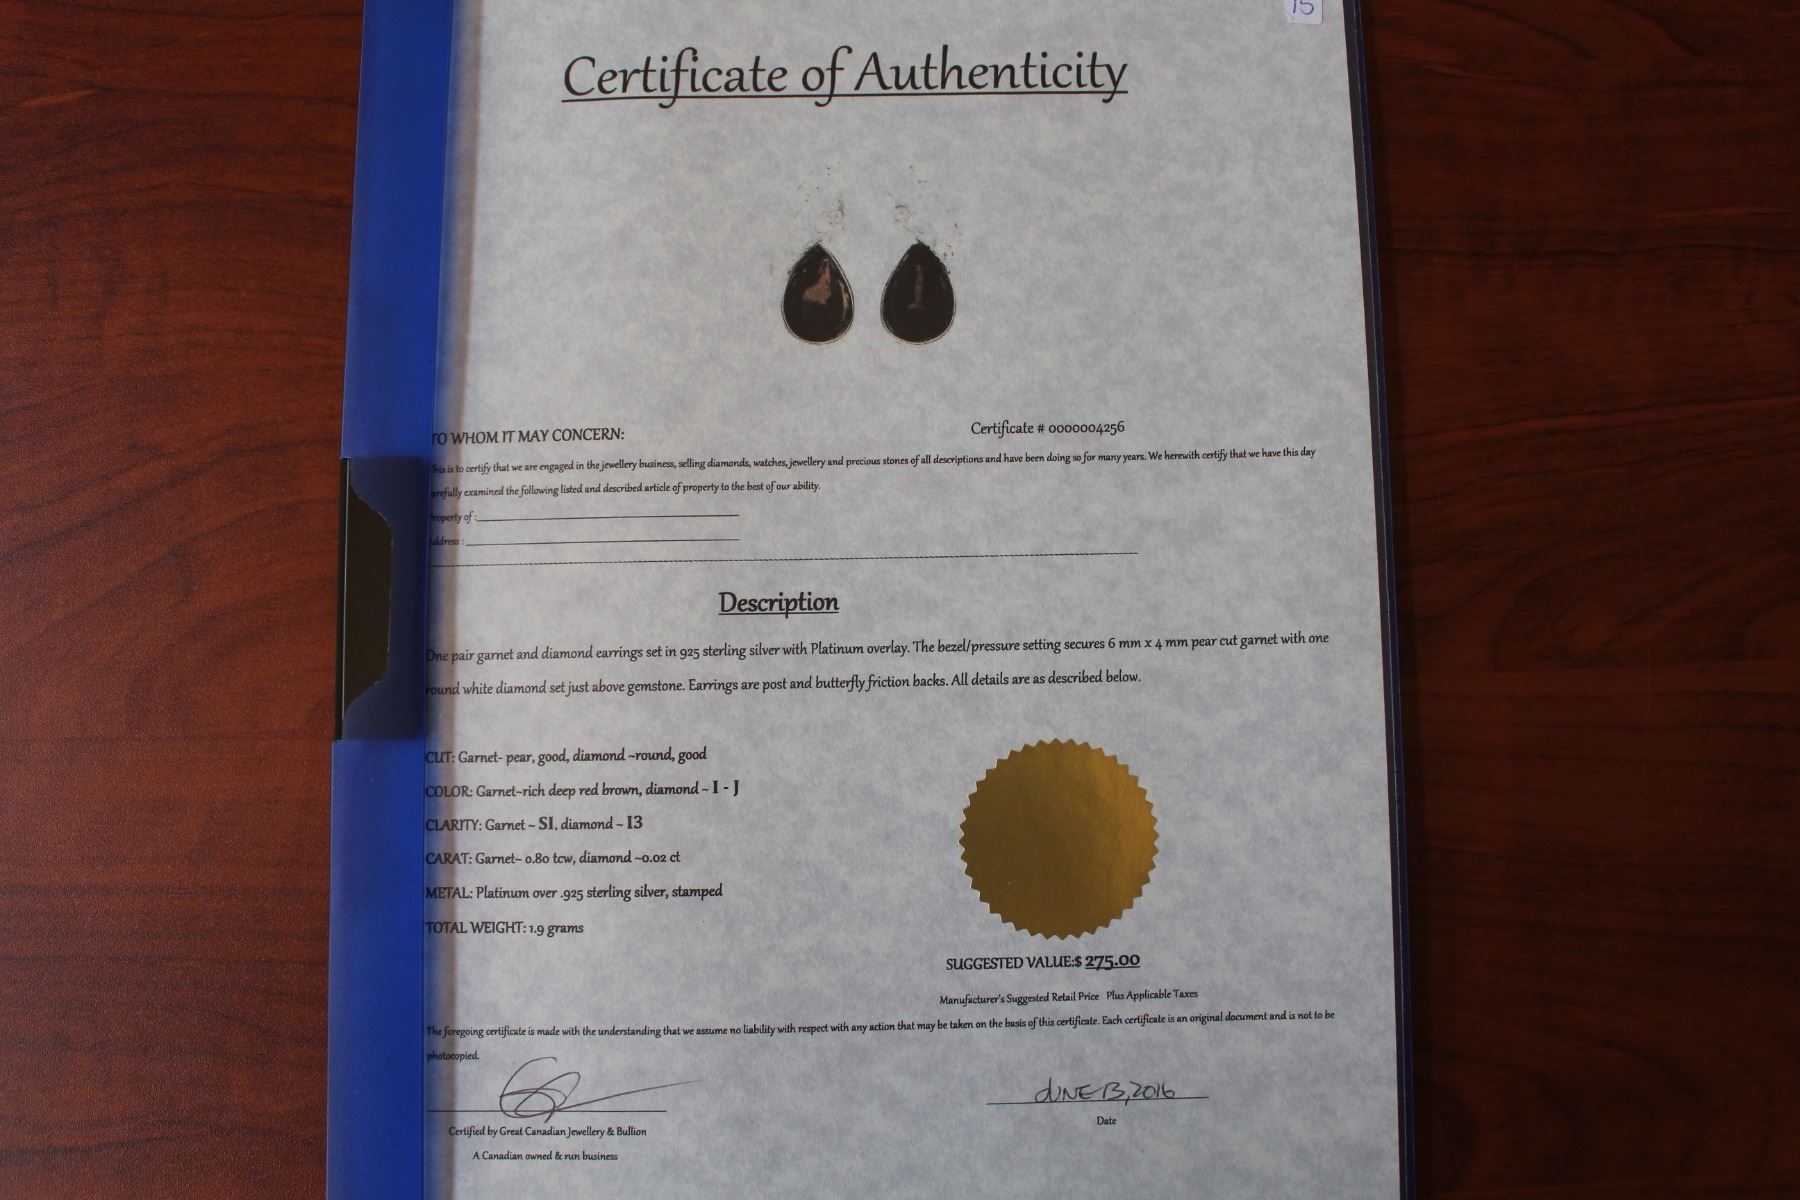 15
Certificate of Authenticity
TO WHOM IT MAY CONCERN:
Certificate # 0000004256
This is to certify that we are engaged in the jewellery business, selling diamonds, watches, jewellery and precious stones of all descriptions and have been doing so for many years. We herewith certify that we have this day
carefully examined the following listed and described article of property to the best of our ability.
Property of :
Address :
Description
One pair garnet and diamond earrings set in 925 sterling silver with Platinum overlay. The bezel/pressure setting secures 6 mm x 4 mm pear cut garnet with one
round white diamond set just above gemstone. Earrings are post and butterfly friction backs. All details are as described below.
CUT: Garnet- pear, good, diamond ~round, good
COLOR: Garnet~rich deep red brown, diamond ~ I - J
CLARITY: Garnet ~ SI, diamond ~ I3
CARAT: Garnet~ 0.80 tcw, diamond ~0.02 ct
METAL: Platinum over .925 sterling silver, stamped
TOTAL WEIGHT: 1.9 grams
SUGGESTED VALUE:$ 275.00
Manufacturer's Suggested Retail Price Plus Applicable Taxes
The foregoing certificate is made with the understanding that we assume no liability with respect with any action that may be taken on the basis of this certificate. Each certificate is an original document and is not to be
photocopied.
JUNE 13, 2016
Certified by Great Canadian Jewellery & Bullion
Date
A Canadian owned & run business